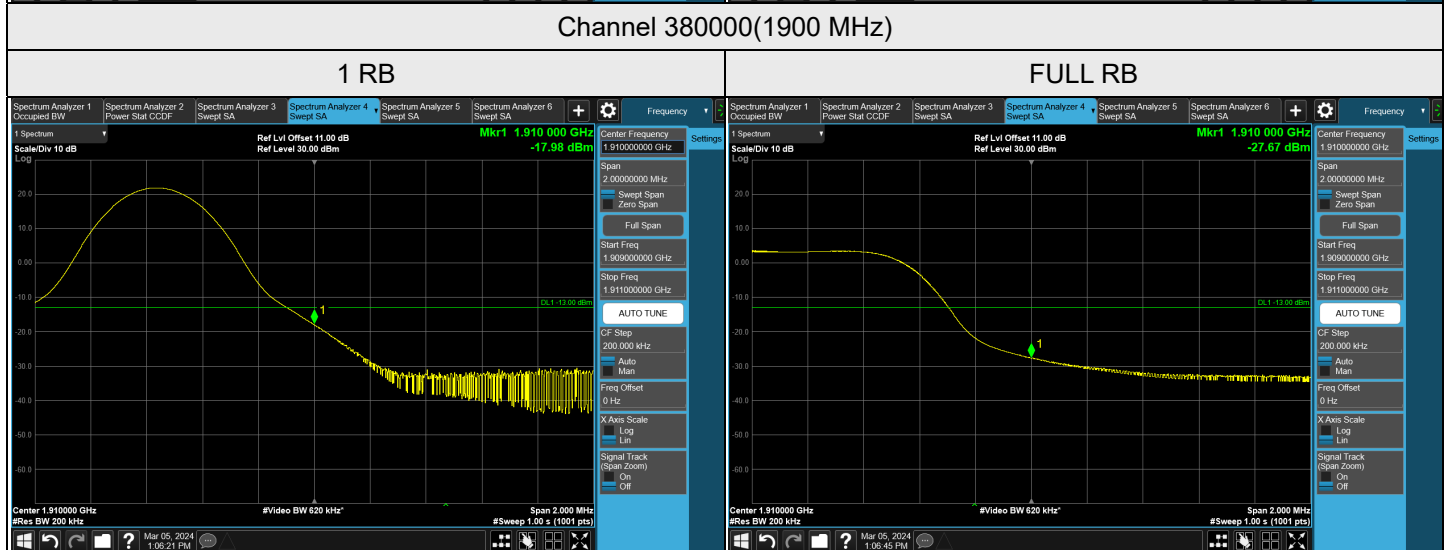 Channel 380000(1900 MHz)
1 RB
FULL RB
Spectrum Analyzer 1 Spectrum Analyzer 2 Spectrum Analyzer 3 Spectrum Analyzer 4 Spectrum Analyzer 5 Spectrum Analyzer 6 + Frequency
Occupied BW Power Stat CCDF Swept SA Swept SA Swept SA Swept SA
1 Spectrum
Scale/Div 10 dB
Log
Ref Lvl Offset 11.00 dB
Ref Level 30.00 dBm
Mkr1 1.910 000 GHz
-17.98 dBm
20.0
10.0
0.00
-10.0
-20.0
-30.0
-50.0
-60.0
DL1 -13.00 dBm
1
Center 1.910000 GHz #Video BW 620 kHz* Span 2.000 MHz
#Res BW 200 kHz #Sweep 1.00 s (1001 pts)
Settings
Center Frequency
1.910000000 GHz
Span
2.00000000 MHz
Swept Span
Zero Span
Full Span
Start Freq
1.909000000 GHz
Stop Freq
1.911000000 GHz
AUTO TUNE
CF Step
200.000 kHz
Auto
Man
Freq Offset
0 Hz
X Axis Scale
Log
Lin
Signal Track
(Span Zoom)
On
Off
? Mar 05, 2024
1:06:21 PM
Spectrum Analyzer 1 Spectrum Analyzer 2 Spectrum Analyzer 3 Spectrum Analyzer 4 Spectrum Analyzer 5 Spectrum Analyzer 6 + Frequency
Occupied BW Power Stat CCDF Swept SA Swept SA Swept SA Swept SA
1 Spectrum
Scale/Div 10 dB
Log
Ref Lvl Offset 11.00 dB
Ref Level 30.00 dBm
Mkr1 1.910 000 GHz
-27.67 dBm
20.0
10.0
0.00
-10.0
-20.0
-30.0
-50.0
-60.0
DL1 -13.00 dBm
1
Center 1.910000 GHz #Video BW 620 kHz* Span 2.000 MHz
#Res BW 200 kHz #Sweep 1.00 s (1001 pts)
Settings
Center Frequency
1.910000000 GHz
Span
2.00000000 MHz
Swept Span
Zero Span
Full Span
Start Freq
1.909000000 GHz
Stop Freq
1.911000000 GHz
AUTO TUNE
CF Step
200.000 kHz
Auto
Man
Freq Offset
0 Hz
X Axis Scale
Log
Lin
Signal Track
(Span Zoom)
On
Off
? Mar 05, 2024
1:06:45 PM